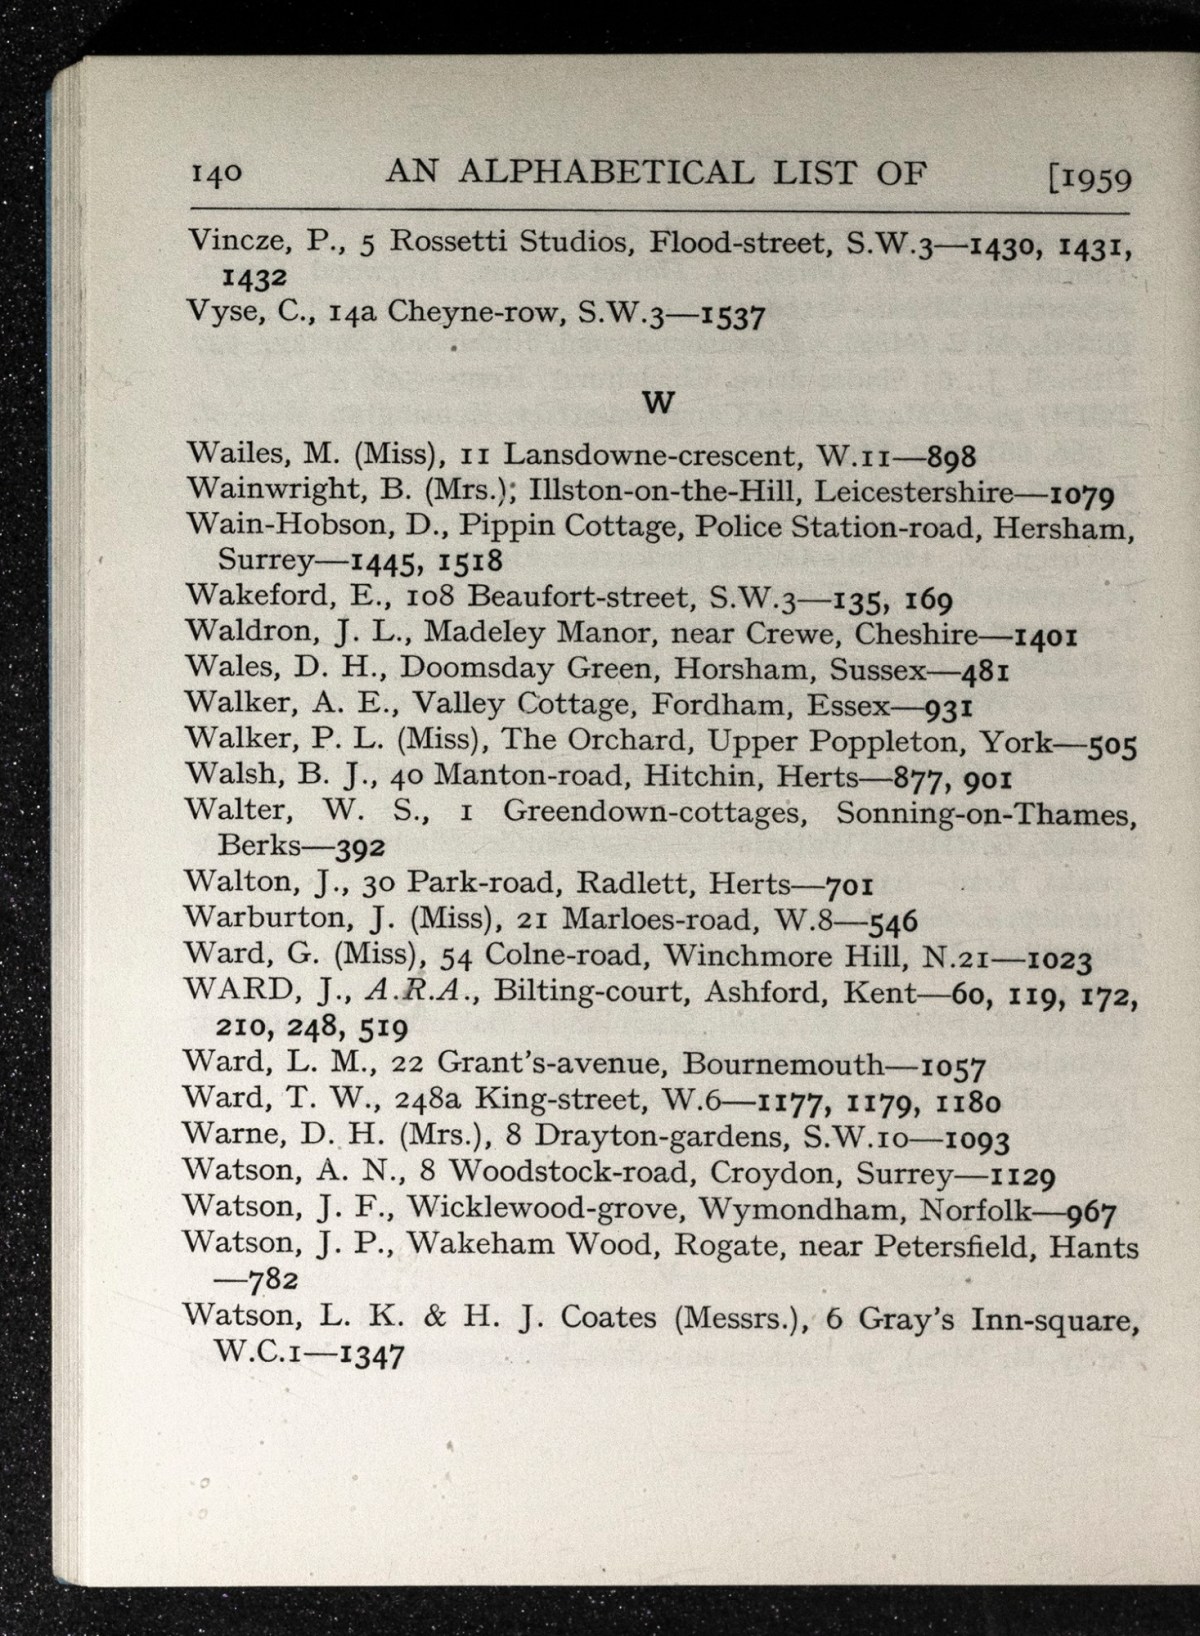 140 AN ALPHABETICAL LIST OF [1959
Vincze, P., 5 Rossetti Studios, Flood-street, S.W.3—1430, 1431,
1432
Vyse, C., 14a Cheyne-row, S.W.3—1537
W
Wailes, M. (Miss), 11 Lansdowne-crescent, W.11—898
Wainwright, B. (Mrs.); Illston-on-the-Hill, Leicestershire—1079
Wain-Hobson, D., Pippin Cottage, Police Station-road, Hersham,
Surrey—1445, 1518
Wakeford, E., 108 Beaufort-street, S.W.3—135, 169
Waldron, J. L., Madeley Manor, near Crewe, Cheshire—1401
Wales, D. H., Doomsday Green, Horsham, Sussex—481
Walker, A. E., Valley Cottage, Fordham, Essex—931
Walker, P. L. (Miss), The Orchard, Upper Poppleton, York—505
Walsh, B. J., 40 Manton-road, Hitchin, Herts—877, 901
Walter, W. S., 1 Greendown-cottages, Sonning-on-Thames,
Berks—392
Walton, J., 30 Park-road, Radlett, Herts—701
Warburton, J. (Miss), 21 Marloes-road, W.8—546
Ward, G. (Miss), 54 Colne-road, Winchmore Hill, N.21—1023
WARD, J., A.R.A., Bilting-court, Ashford, Kent—60, 119, 172,
210, 248, 519
Ward, L. M., 22 Grant's-avenue, Bournemouth—1057
Ward, T. W., 248a King-street, W.6—1177, 1179, 1180
Warne, D. H. (Mrs.), 8 Drayton-gardens, S.W.10—1093
Watson, A. N., 8 Woodstock-road, Croydon, Surrey—1129
Watson, J. F., Wicklewood-grove, Wymondham, Norfolk—967
Watson, J. P., Wakeham Wood, Rogate, near Petersfield, Hants
—782
Watson, L. K. & H. J. Coates (Messrs.), 6 Gray's Inn-square,
W.C.1—1347